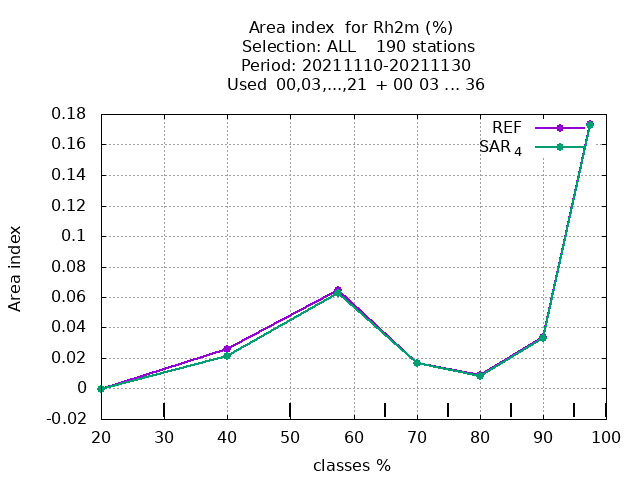 Area index  for Rh2m (%)
Selection: ALL    190 stations
Period: 20211110-20211130
Used  00,03,...,21  + 00 03 ... 36
0.18
0.16
0.14
0.12
0.1
0.08
0.06
0.04
0.02
0
-0.02
Area index
REF
SAR 4
20 30 40 50 60 70 80 90 100
classes %